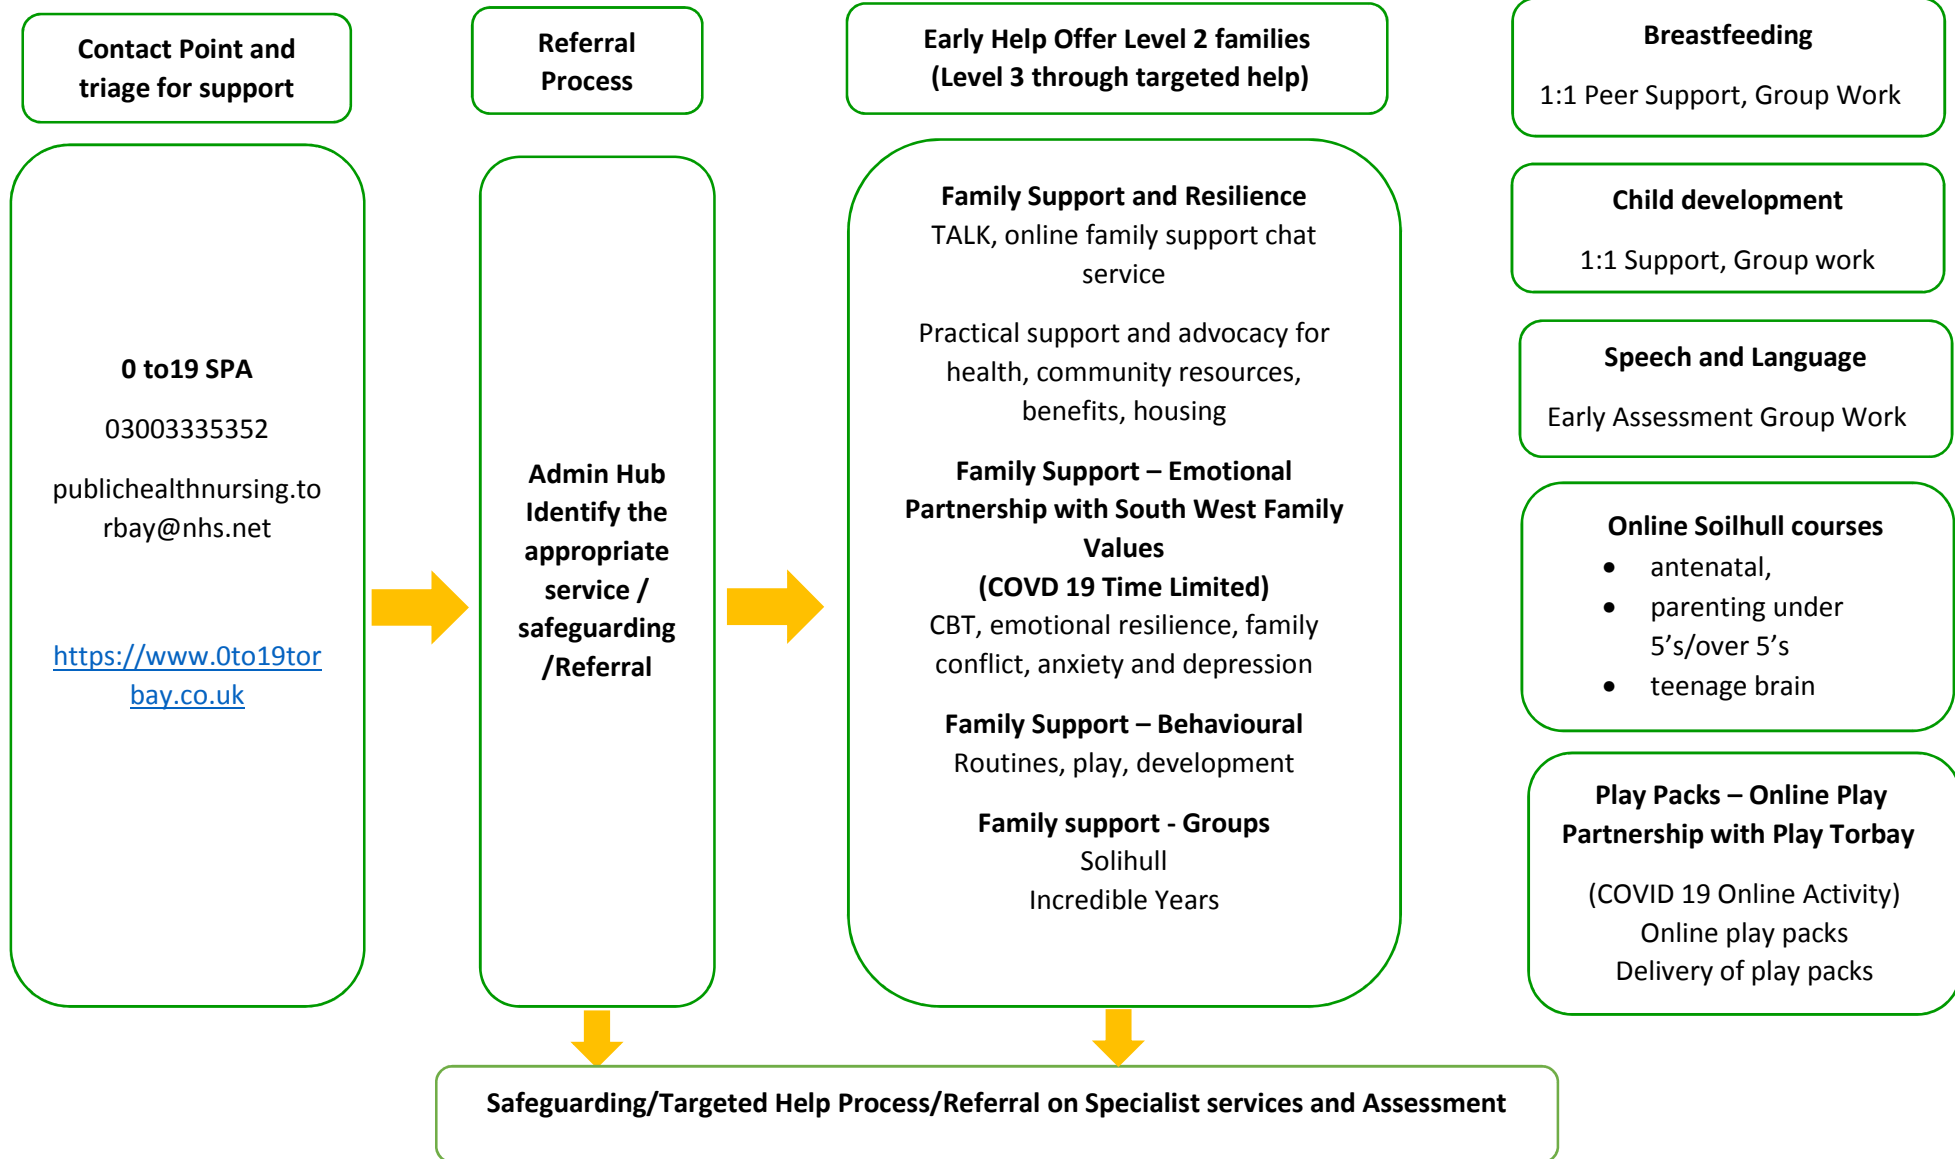 Contact Point and
triage for support
0 to19 SPA
03003335352
publichealthnursing.to
rbay@nhs.net
https://www.0to19tor
bay.co.uk
Referral
Process
Admin Hub
Identify the
appropriate
service /
safeguarding
/Referral
Early Help Offer Level 2 families
(Level 3 through targeted help)
Family Support and Resilience
TALK, online family support chat
service
Practical support and advocacy for
health, community resources,
benefits, housing
Family Support – Emotional
Partnership with South West Family
Values
(COVD 19 Time Limited)
CBT, emotional resilience, family
conflict, anxiety and depression
Family Support – Behavioural
Routines, play, development
Family support - Groups
Solihull
Incredible Years
Breastfeeding
1:1 Peer Support, Group Work
Child development
1:1 Support, Group work
Speech and Language
Early Assessment Group Work
Online Soilhull courses
• antenatal,
• parenting under
5’s/over 5’s
• teenage brain
Play Packs – Online Play
Partnership with Play Torbay
(COVID 19 Online Activity)
Online play packs
Delivery of play packs
Safeguarding/Targeted Help Process/Referral on Specialist services and Assessment